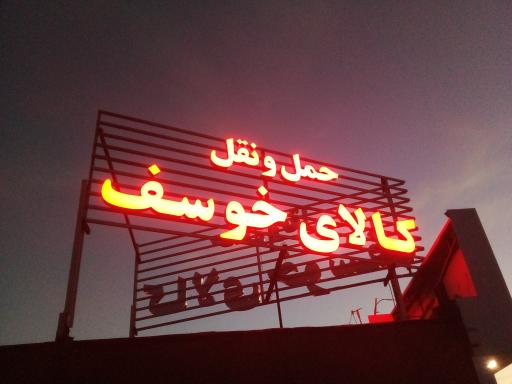 حمل و نقل
کالای خوسف